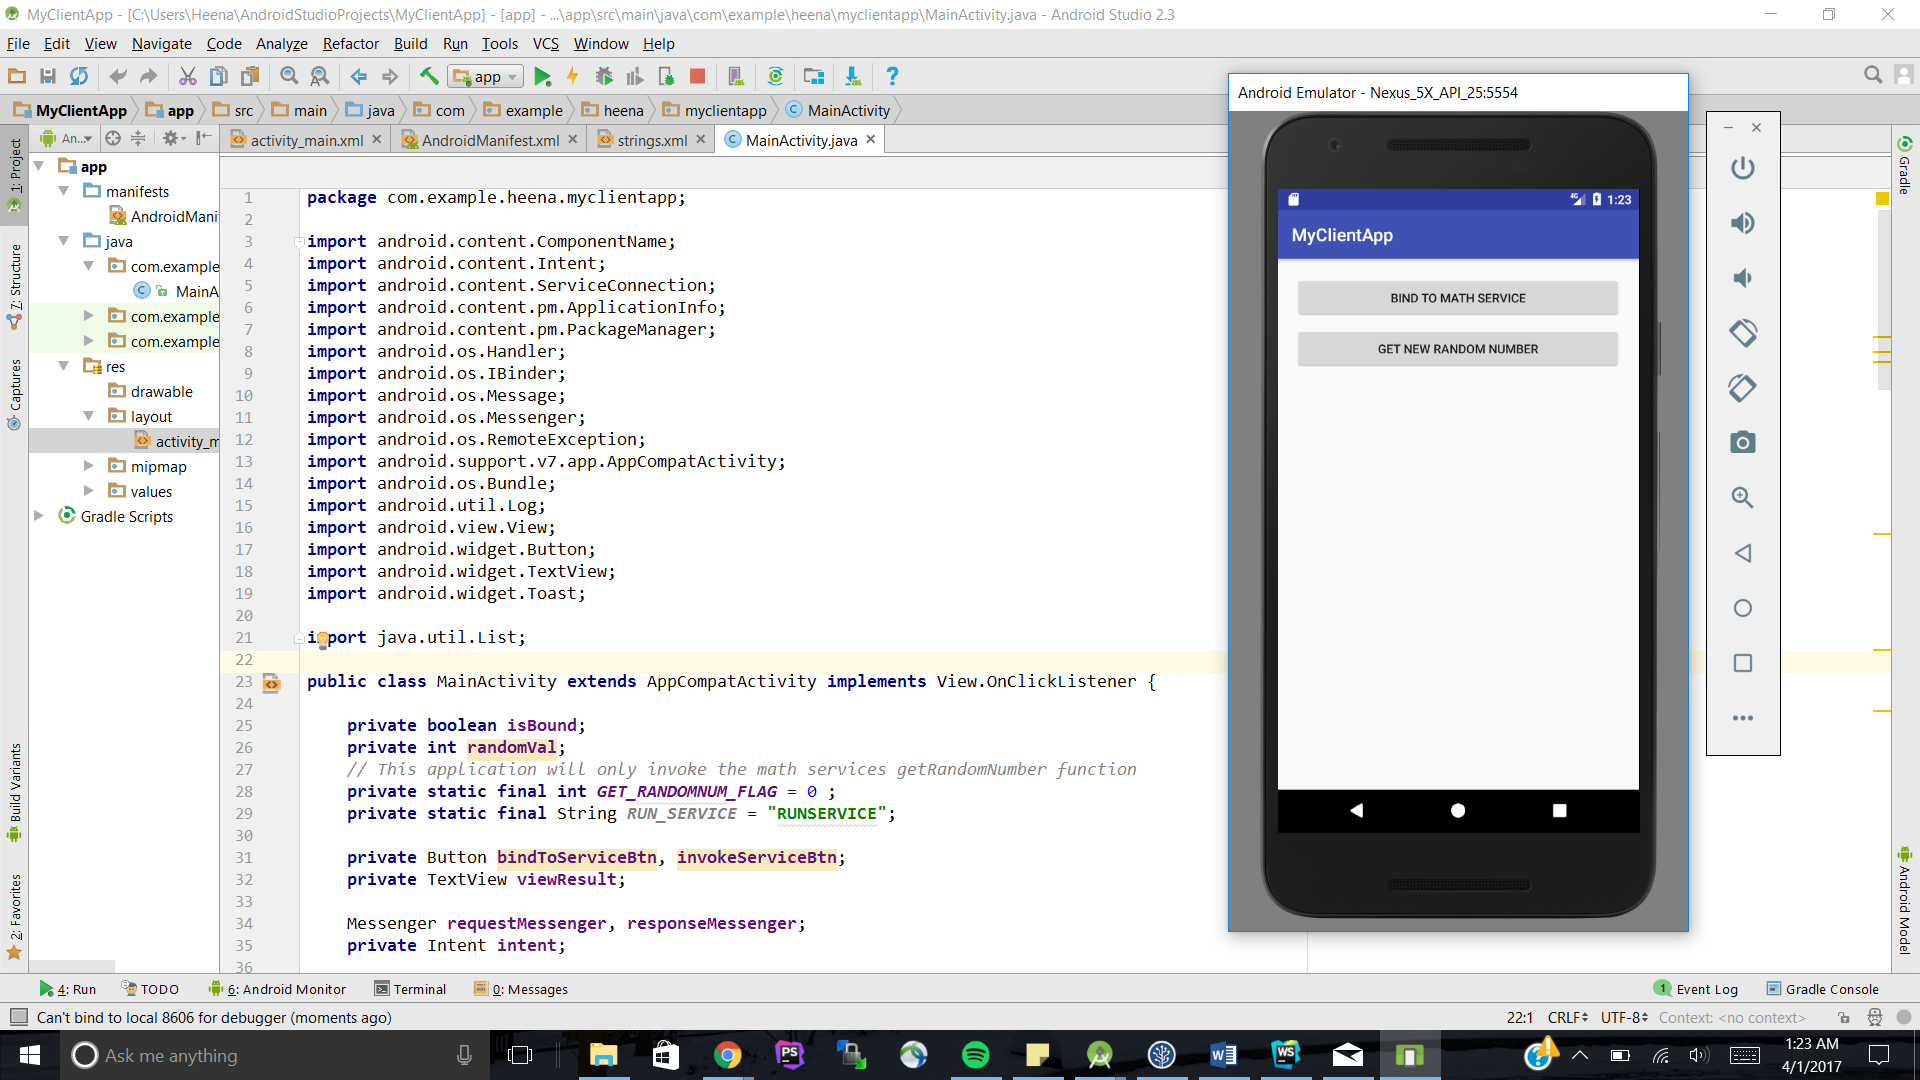 MyClientApp - [C:\Users\Heena\AndroidStudioProjects\MyClientApp] - [app] - ...\app\src\main\java\com\example\heena\myclientapp\MainActivity.java - Android Studio 2.3
File Edit View Navigate Code Analyze Refactor Build Run Tools VCS Window Help
app
MyClientApp app src main java com example heena myclientapp MainActivity
An...
activity_main.xml AndroidManifest.xml strings.xml MainActivity.java
1: Project
7: Structure
Captures
Build Variants
2: Favorites
app
manifests
AndroidMani
java
com.example
MainA
com.example
com.example
res
drawable
layout
activity_m
mipmap
values
Gradle Scripts
1 package com.example.heena.myclientapp;
2
3 import android.content.ComponentName;
4 import android.content.Intent;
5 import android.content.ServiceConnection;
6 import android.content.pm.ApplicationInfo;
7 import android.content.pm.PackageManager;
8 import android.os.Handler;
9 import android.os.IBinder;
10 import android.os.Message;
11 import android.os.Messenger;
12 import android.os.RemoteException;
13 import android.support.v7.app.AppCompatActivity;
14 import android.os.Bundle;
15 import android.util.Log;
16 import android.view.View;
17 import android.widget.Button;
18 import android.widget.TextView;
19 import android.widget.Toast;
20
21 import java.util.List;
22
23 public class MainActivity extends AppCompatActivity implements View.OnClickListener {
24
25 private boolean isBound;
26 private int randomVal;
27 // This application will only invoke the math services getRandomNumber function
28 private static final int GET_RANDOMNUM_FLAG = 0 ;
29 private static final String RUN_SERVICE = "RUNSERVICE";
30
31 private Button bindToServiceBtn, invokeServiceBtn;
32 private TextView viewResult;
33
34 Messenger requestMessenger, responseMessenger;
35 private Intent intent;
36
Android Emulator - Nexus_5X_API_25:5554
4G 1:23
MyClientApp
BIND TO MATH SERVICE
GET NEW RANDOM NUMBER
Gradle
Android Model
4: Run TODO 6: Android Monitor Terminal 0: Messages 1 Event Log Gradle Console
Can't bind to local 8606 for debugger (moments ago) 22:1 CRLF UTF-8 Context: <no context>
Ask me anything
PS
WS
1:23 AM
4/1/2017